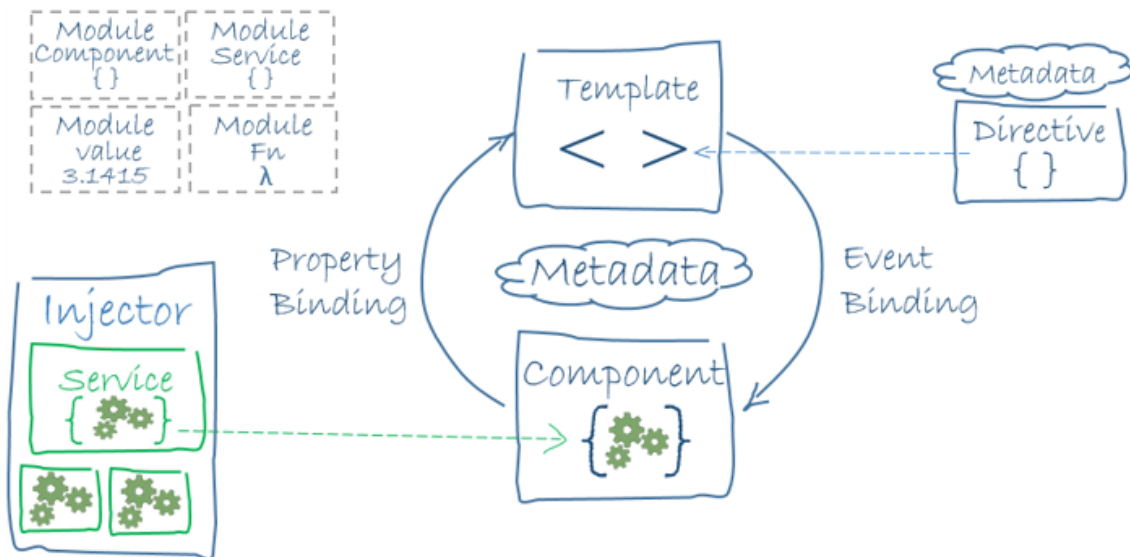 Module
Component
{ }
Module
Service
{ }
Module
value
3.1415
Module
Fn
λ
Template
< >
Metadata
Directive
{ }
Property
Binding
Metadata
Event
Binding
Injector
Service
{ }
Component
{ }